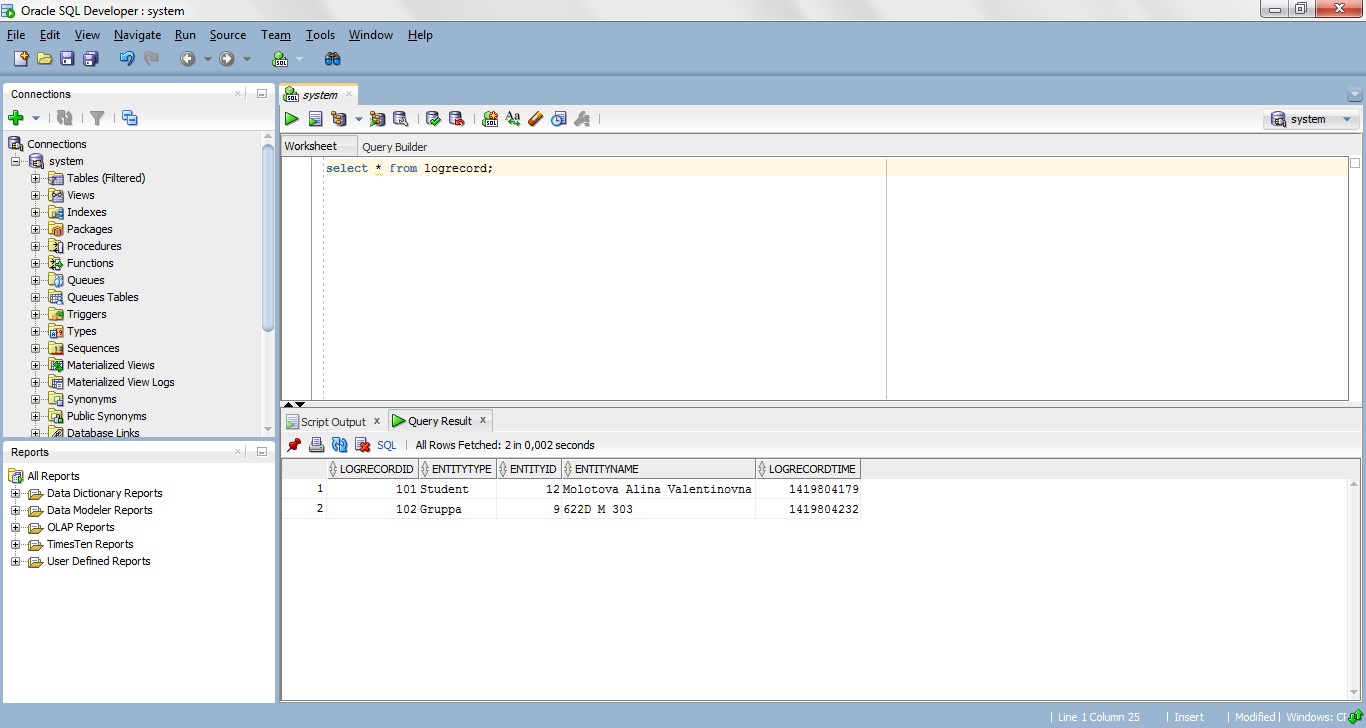 Oracle SQL Developer : system
File Edit View Navigate Run Source Team Tools Window Help
Connections
Connections
system
Tables (Filtered)
Views
Indexes
Packages
Procedures
Functions
Queues
Queues Tables
Triggers
Types
Sequences
Materialized Views
Materialized View Logs
Synonyms
Public Synonyms
Database Links
Reports
All Reports
Data Dictionary Reports
Data Modeler Reports
OLAP Reports
TimesTen Reports
User Defined Reports
system
system
Worksheet Query Builder
select * from logrecord;
Script Output Query Result
SQL All Rows Fetched: 2 in 0,002 seconds
LOGRECORDID ENTITYTYPE ENTITYID ENTITYNAME LOGRECORDTIME
1 101 Student 12 Molotova Alina Valentinovna 1419804179
2 102 Gruppa 9 622D M 303 1419804232
Line 1 Column 25 Insert Modified Windows: